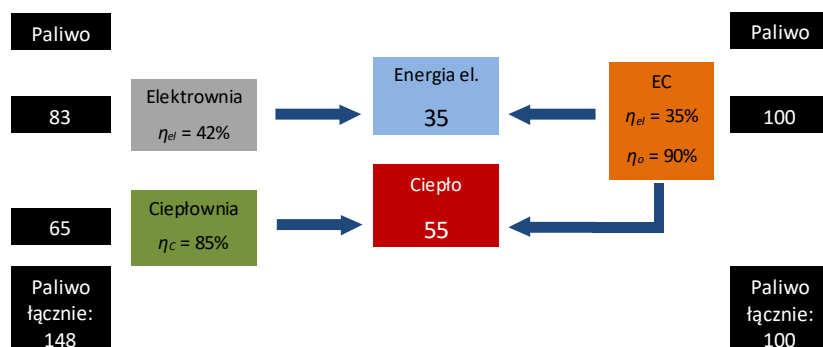 Paliwo
Paliwo
Energia el.
35
Elektrownia
ηel = 42%
EC
ηel = 35%
ηo = 90%
83
100
Ciepło
55
Ciepłownia
ηC = 85%
65
Paliwo
łącznie:
148
Paliwo
łącznie:
100